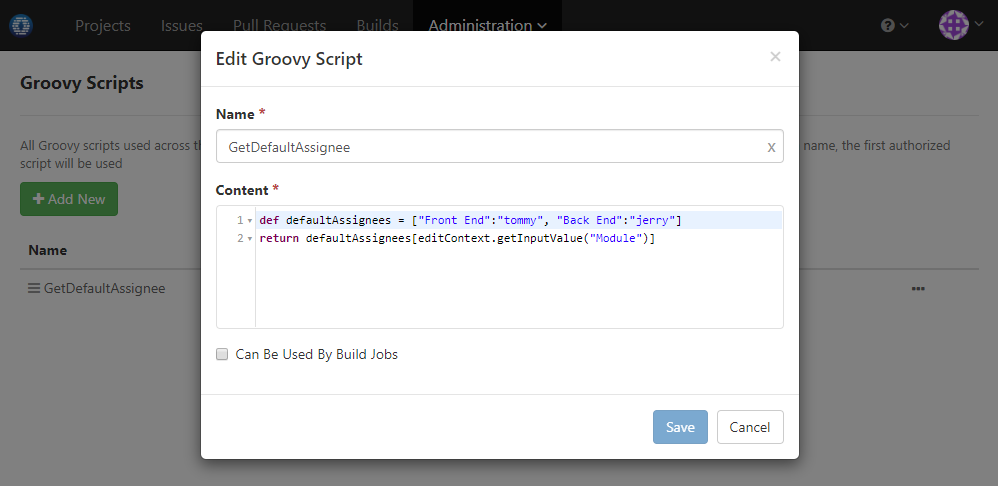 Projects Issues Pull Requests Builds Administration
Groovy Scripts
All Groovy scripts used across th name, the first authorized
script will be used
Add New
Name
GetDefaultAssignee
Edit Groovy Script ×
Name *
GetDefaultAssignee x
Content *
1 def defaultAssignees = ["Front End":"tommy", "Back End":"jerry"]
2 return defaultAssignees[editContext.getInputValue("Module")]
Can Be Used By Build Jobs
Save Cancel